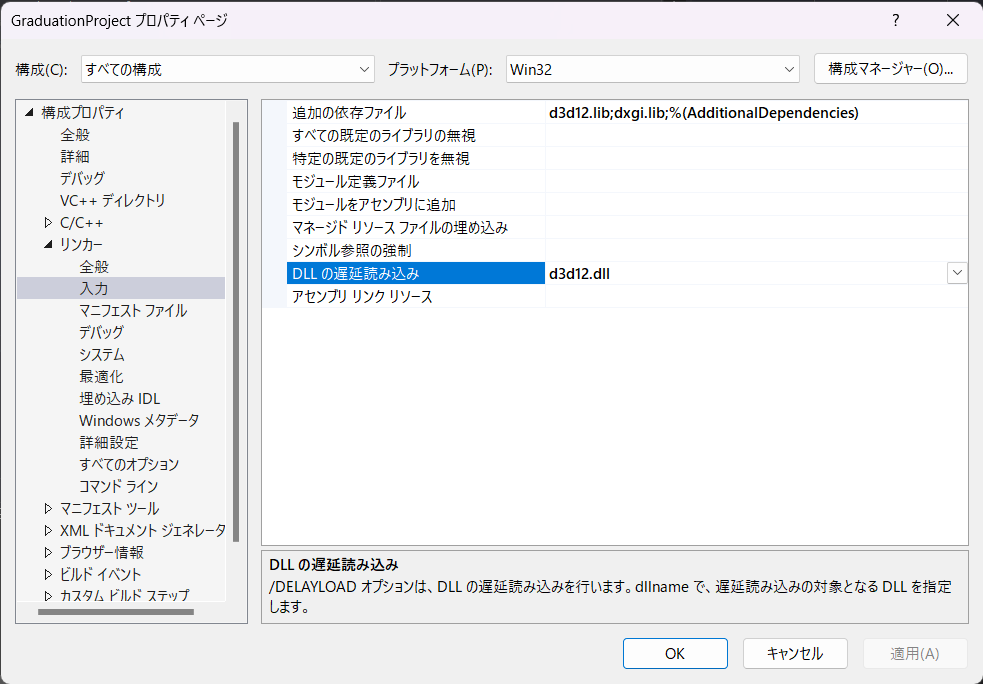 GraduationProject プロパティ ページ
?
構成(C): すべての構成 プラットフォーム(P): Win32 構成マネージャー(O)...
構成プロパティ
全般
詳細
デバッグ
VC++ ディレクトリ
C/C++
リンカー
全般
入力
マニフェスト ファイル
デバッグ
システム
最適化
埋め込み IDL
Windows メタデータ
詳細設定
すべてのオプション
コマンド ライン
マニフェスト ツール
XML ドキュメント ジェネレータ
ブラウザー情報
ビルド イベント
カスタム ビルド ステップ
追加の依存ファイル d3d12.lib;dxgi.lib;%(AdditionalDependencies)
すべての既定のライブラリの無視
特定の既定のライブラリを無視
モジュール定義ファイル
モジュールをアセンブリに追加
マネージド リソース ファイルの埋め込み
シンボル参照の強制
DLL の遅延読み込み d3d12.dll
アセンブリ リンク リソース
DLL の遅延読み込み
/DELAYLOAD オプションは、DLL の遅延読み込みを行います。dllname で、遅延読み込みの対象となる DLL を指定
します。
OK キャンセル 適用(A)